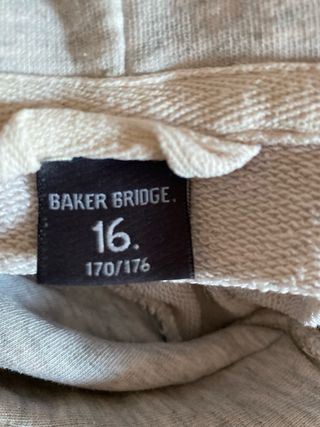 BAKER BRIDGE.
16.
170/176